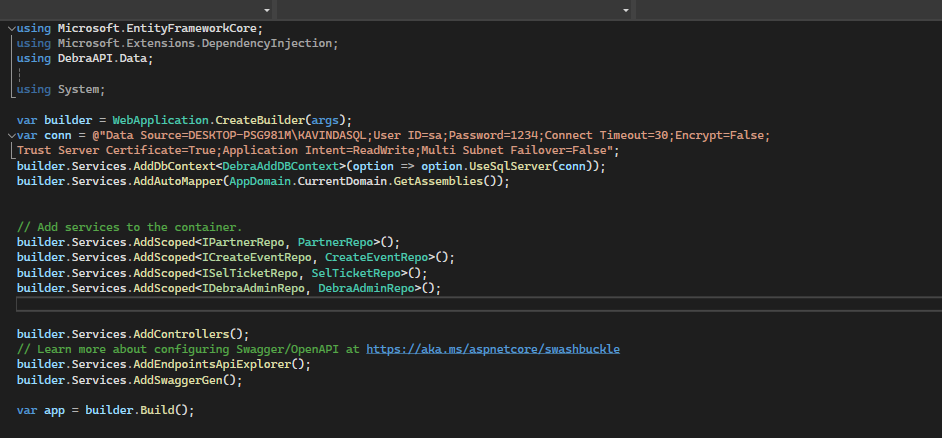 using Microsoft.EntityFrameworkCore;
using Microsoft.Extensions.DependencyInjection;
using DebraAPI.Data;
using System;
var builder = WebApplication.CreateBuilder(args);
var conn = @"Data Source=DESKTOP-PSG981M\KAVINDASQL;User ID=sa;Password=1234;Connect Timeout=30;Encrypt=False;
Trust Server Certificate=True;Application Intent=ReadWrite;Multi Subnet Failover=False";
builder.Services.AddDbContext<DebraAddDBContext>(option => option.UseSqlServer(conn));
builder.Services.AddAutoMapper(AppDomain.CurrentDomain.GetAssemblies());
// Add services to the container.
builder.Services.AddScoped<IPartnerRepo, PartnerRepo>();
builder.Services.AddScoped<ICreateEventRepo, CreateEventRepo>();
builder.Services.AddScoped<ISelTicketRepo, SelTicketRepo>();
builder.Services.AddScoped<IDebraAdminRepo, DebraAdminRepo>();
builder.Services.AddControllers();
// Learn more about configuring Swagger/OpenAPI at https://aka.ms/aspnetcore/swashbuckle
builder.Services.AddEndpointsApiExplorer();
builder.Services.AddSwaggerGen();
var app = builder.Build();